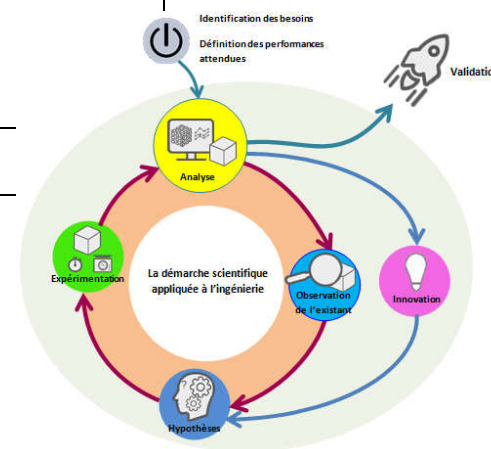 Identification des besoins
Définition des performances
attendues
Validatio
Analyse
La démarche scientifique
appliquée à l'ingénierie
Expérimentation
Observation
de l'existant
Innovation
Hypothèses